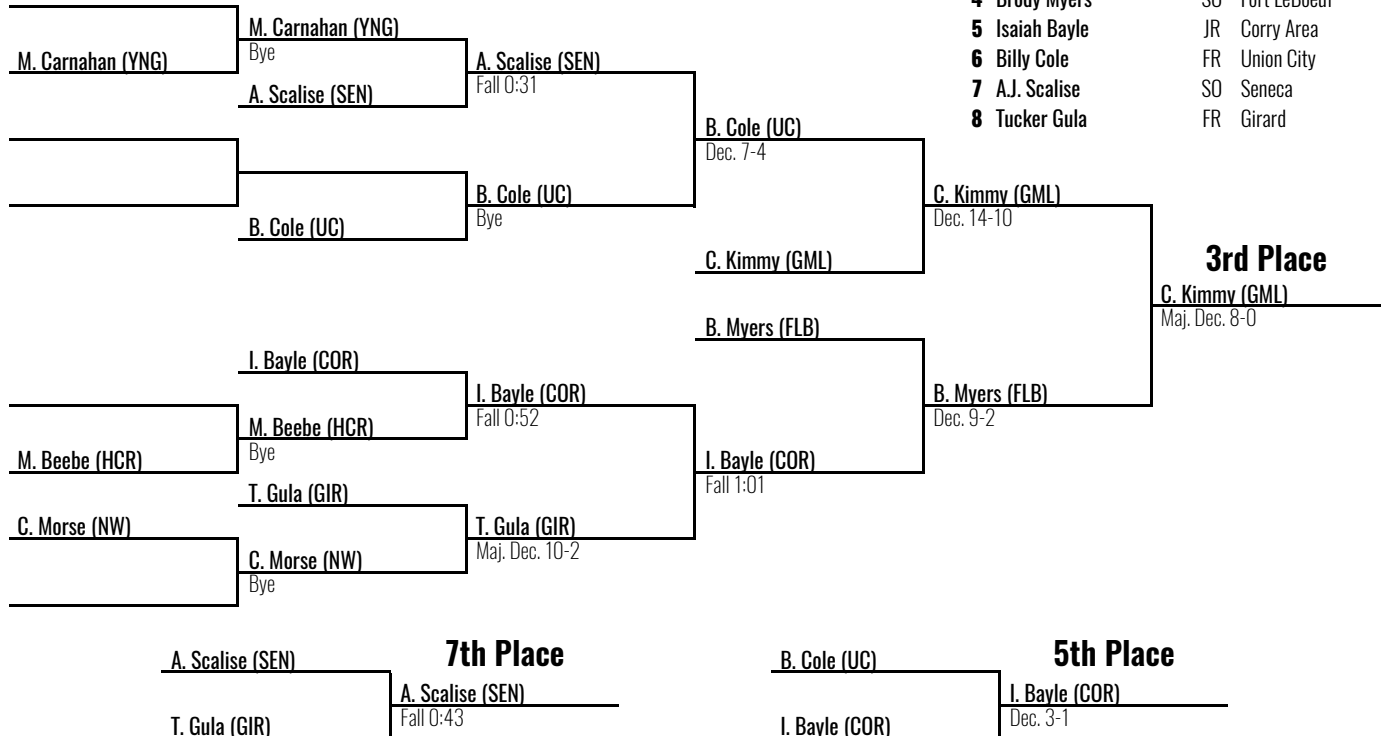 4 Brody Myers SO Fort LeBoeuf
5 Isaiah Bayle JR Corry Area
6 Billy Cole FR Union City
7 A.J. Scalise SO Seneca
8 Tucker Gula FR Girard
M. Carnahan (YNG)
M. Carnahan (YNG)
Bye
A. Scalise (SEN)
A. Scalise (SEN)
Fall 0:31
B. Cole (UC)
Dec. 7-4
B. Cole (UC)
B. Cole (UC)
Bye
C. Kimmy (GML)
C. Kimmy (GML)
Dec. 14-10
3rd Place
C. Kimmy (GML)
Maj. Dec. 8-0
B. Myers (FLB)
B. Myers (FLB)
Dec. 9-2
I. Bayle (COR)
I. Bayle (COR)
Fall 0:52
M. Beebe (HCR)
M. Beebe (HCR)
Bye
I. Bayle (COR)
Fall 1:01
T. Gula (GIR)
T. Gula (GIR)
Maj. Dec. 10-2
C. Morse (NW)
C. Morse (NW)
Bye
7th Place
A. Scalise (SEN)
A. Scalise (SEN)
Fall 0:43
T. Gula (GIR)
5th Place
B. Cole (UC)
I. Bayle (COR)
Dec. 3-1
I. Bayle (COR)